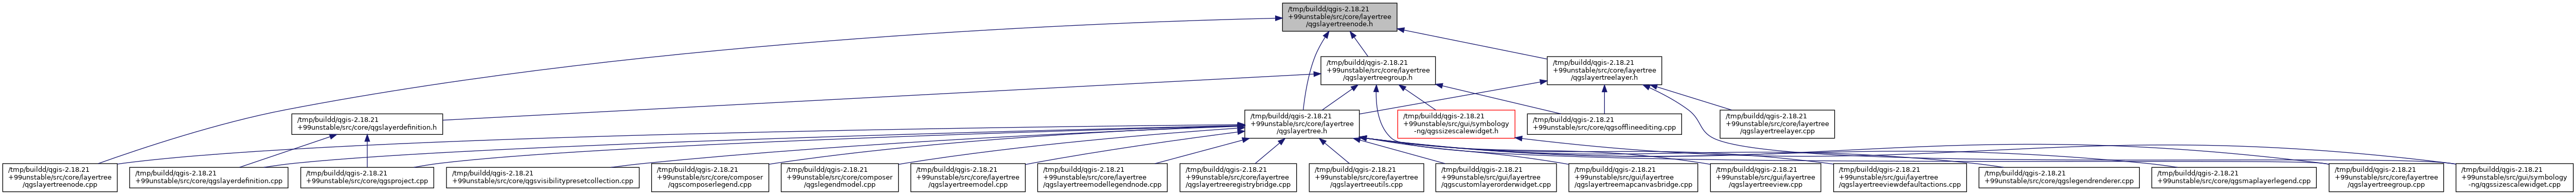 /tmp/buildd/qgis-2.18.21
+99unstable/src/core/layertree
/qgslayertreenode.h
/tmp/buildd/qgis-2.18.21
+99unstable/src/core/layertree
/qgslayertreegroup.h
/tmp/buildd/qgis-2.18.21
+99unstable/src/core/layertree
/qgslayertreelayer.h
/tmp/buildd/qgis-2.18.21
+99unstable/src/core/qgslayerdefinition.h
/tmp/buildd/qgis-2.18.21
+99unstable/src/core/layertree
/qgslayertree.h
/tmp/buildd/qgis-2.18.21
+99unstable/src/gui/symbology
-ng/qgssizescalewidget.h
/tmp/buildd/qgis-2.18.21
+99unstable/src/core/qgsofflineediting.cpp
/tmp/buildd/qgis-2.18.21
+99unstable/src/core/layertree
/qgslayertreelayer.cpp
/tmp/buildd/qgis-2.18.21
+99unstable/src/core/layertree
/qgslayertreenode.cpp
/tmp/buildd/qgis-2.18.21
+99unstable/src/core/qgslayerdefinition.cpp
/tmp/buildd/qgis-2.18.21
+99unstable/src/core/qgsproject.cpp
/tmp/buildd/qgis-2.18.21
+99unstable/src/core/qgsvisibilitypresetcollection.cpp
/tmp/buildd/qgis-2.18.21
+99unstable/src/core/composer
/qgscomposerlegend.cpp
/tmp/buildd/qgis-2.18.21
+99unstable/src/core/composer
/qgslegendmodel.cpp
/tmp/buildd/qgis-2.18.21
+99unstable/src/core/layertree
/qgslayertreemodel.cpp
/tmp/buildd/qgis-2.18.21
+99unstable/src/core/layertree
/qgslayertreemodellegendnode.cpp
/tmp/buildd/qgis-2.18.21
+99unstable/src/core/layertree
/qgslayertreeregistrybridge.cpp
/tmp/buildd/qgis-2.18.21
+99unstable/src/core/layertree
/qgslayertreeutils.cpp
/tmp/buildd/qgis-2.18.21
+99unstable/src/gui/layertree
/qgscustomlayerorderwidget.cpp
/tmp/buildd/qgis-2.18.21
+99unstable/src/gui/layertree
/qgslayertreemapcanvasbridge.cpp
/tmp/buildd/qgis-2.18.21
+99unstable/src/gui/layertree
/qgslayertreeview.cpp
/tmp/buildd/qgis-2.18.21
+99unstable/src/gui/layertree
/qgslayertreeviewdefaultactions.cpp
/tmp/buildd/qgis-2.18.21
+99unstable/src/core/qgslegendrenderer.cpp
/tmp/buildd/qgis-2.18.21
+99unstable/src/core/qgsmaplayerlegend.cpp
/tmp/buildd/qgis-2.18.21
+99unstable/src/core/layertree
/qgslayertreegroup.cpp
/tmp/buildd/qgis-2.18.21
+99unstable/src/gui/symbology
-ng/qgssizescalewidget.cpp